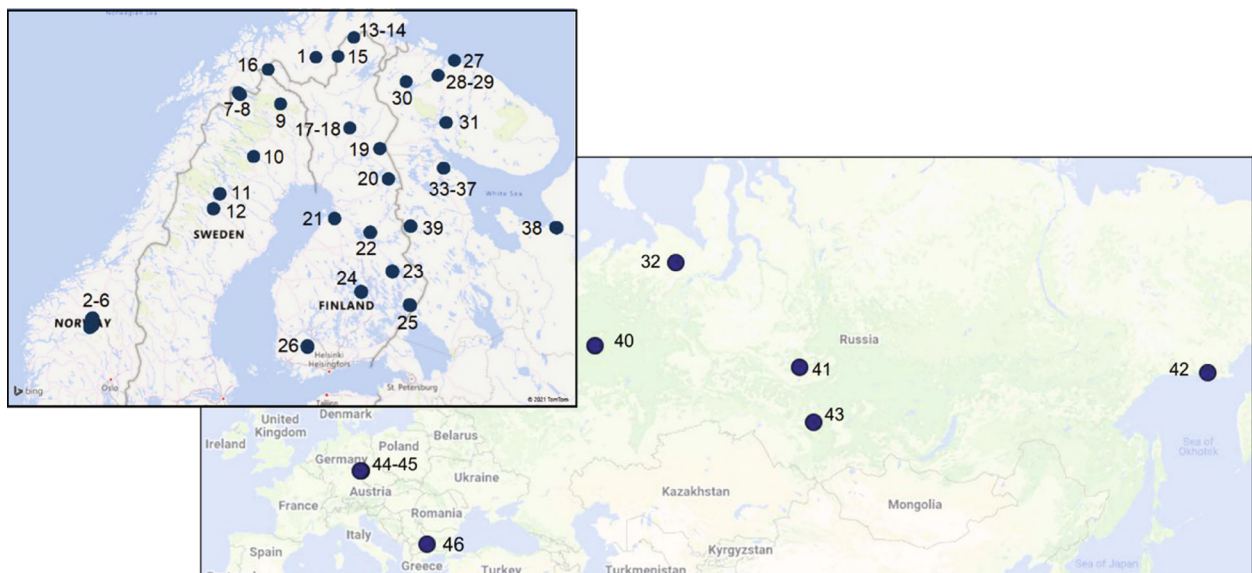 Norwegian Sea
13-14
1
15
27
16
28-29
30
7-8
9
31
17-18
19
10
33-37
20
White Sea
11
12
21
39
38
SWEDEN
22
23
24
2-6
FINLAND
NORWAY
25
26
Helsinki
Helsingfors
Oslo
St. Petersburg
bing
Tallinn
© 2021 TomTom
32
40
Russia
41
42
43
United
Kingdom
Denmark
Ireland
Poland
Belarus
Germany
44-45
Ukraine
Austria
France
Romania
Kazakhstan
Mongolia
Sea of
Okhotsk
Italy
46
Spain
Greece
Turkey
Kyrgyzstan
Turkmenistan
Sea of Japan